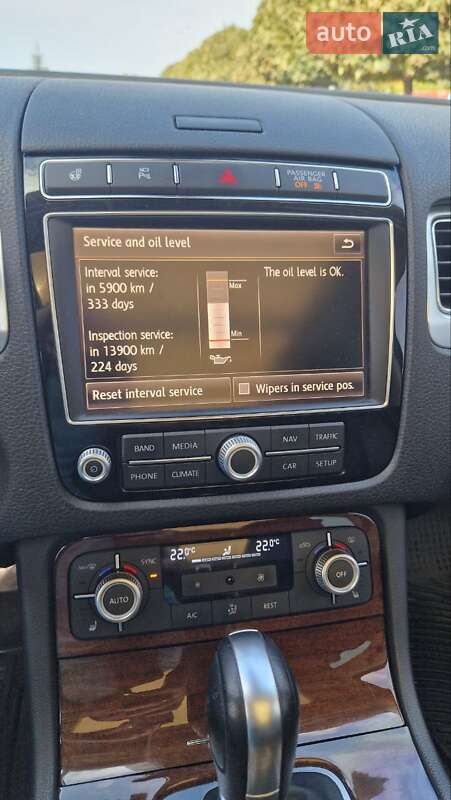 auto RIA
.com
PASSENGER
AIR BAG
OFF
Service and oil level
Interval service:
in 5900 km /
333 days
Inspection service:
in 13900 km /
224 days
Max
Min
The oil level is OK.
Reset interval service
Wipers in service pos.
BAND
MEDIA
NAV
TRAFFIC
PHONE
CLIMATE
CAR
SETUP
SYNC
22.0°C
22.0°C
AUTO
OFF
A/C
REST